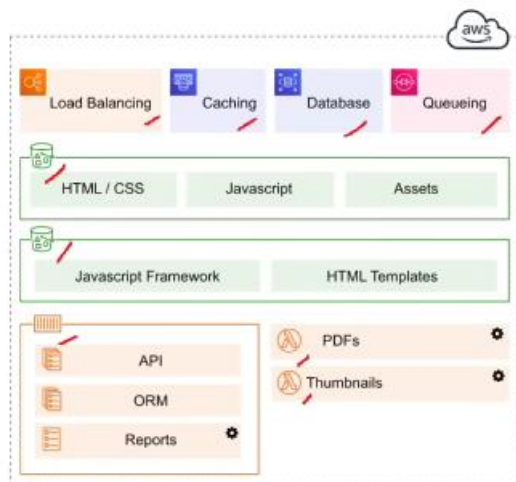 aws
Load Balancing
Caching
Database
Queueing
HTML / CSS
Javascript
Assets
Javascript Framework
HTML Templates
API
ORM
Reports
PDFs
Thumbnails